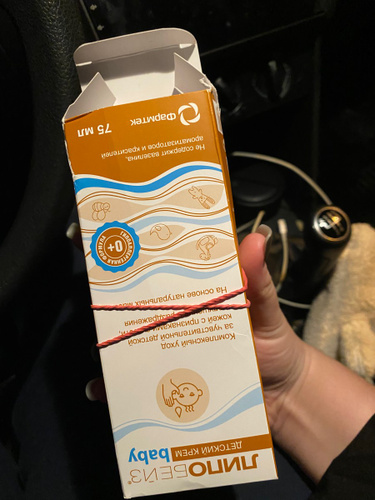 ЛИПОБЕЙЗ®
ДЕТСКИЙ КРЕМ
baby
Комплексный уход
за чувствительной детской
кожей с признаками
раздражения
На основе натуральных
0+
Не содержит вазелина,
ароматизаторов и красителей
Фармтек
75 МЛ